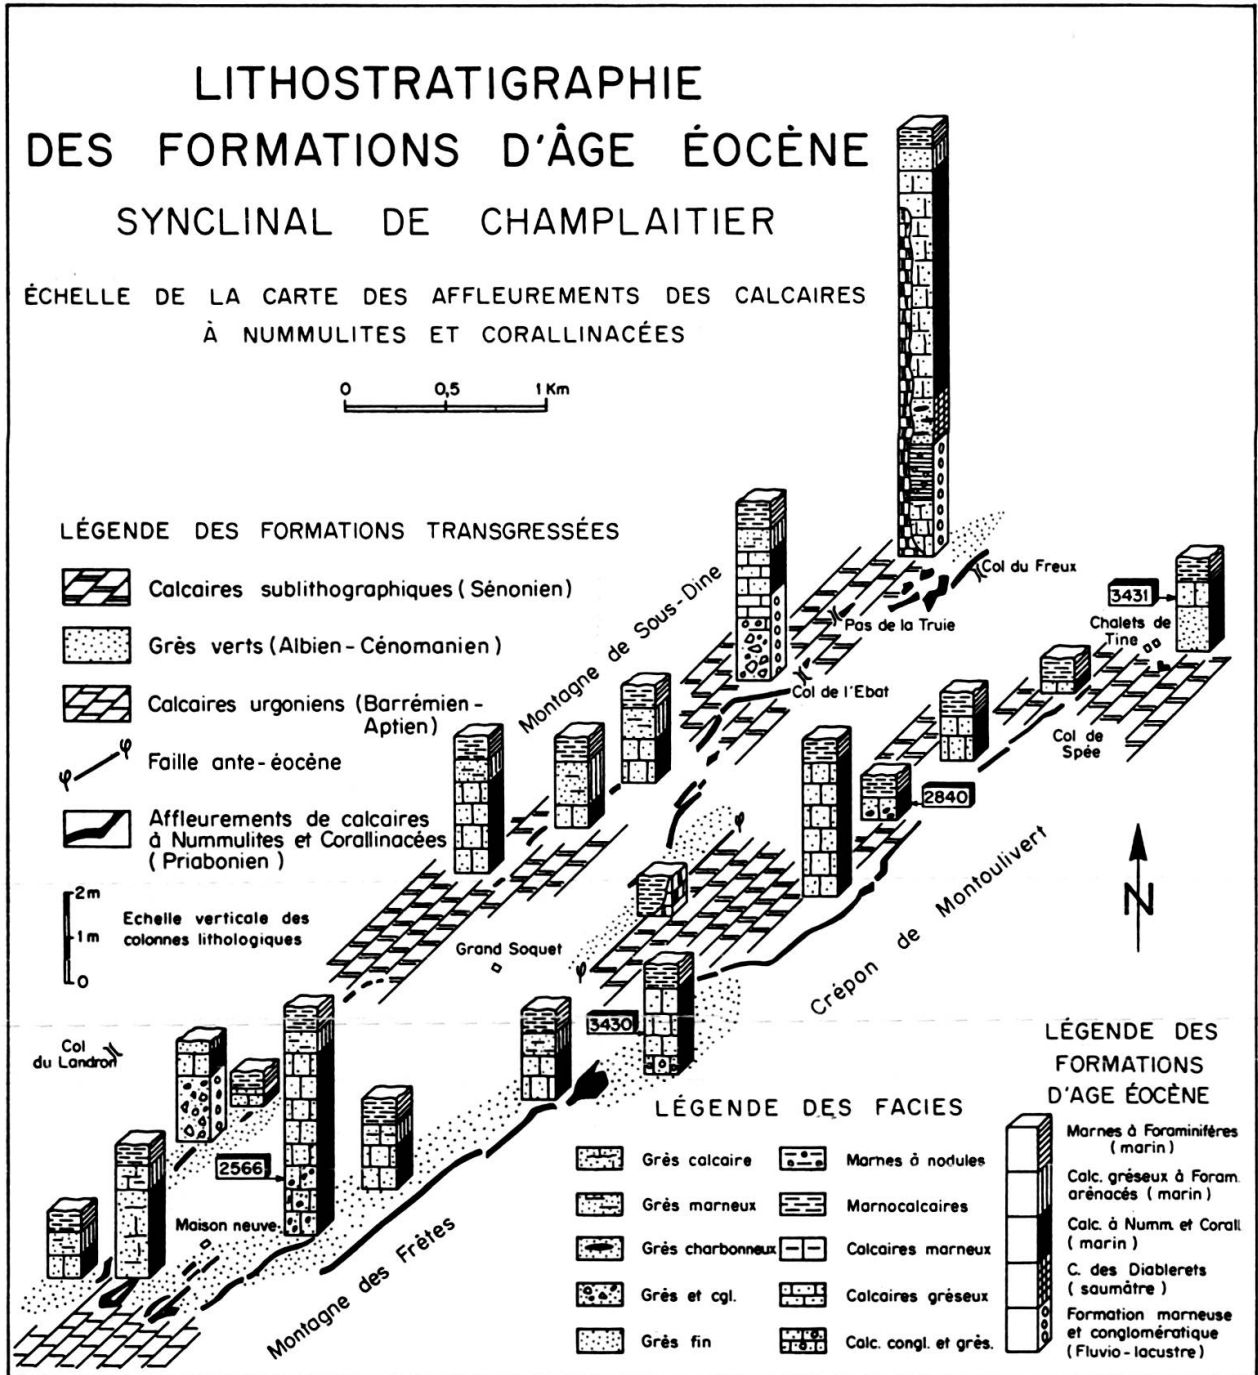 LITHOSTRATIGRAPHIE
DES FORMATIONS D'ÂGE ÉOCÈNE
SYNCLINAL DE CHAMPLAITIER
ÉCHELLE DE LA CARTE DES AFFLEUREMENTS DES CALCAIRES
À NUMMULITES ET CORALLINACÉES
0 0,5 1 Km
LÉGENDE DES FORMATIONS TRANSGRESSÉES
Calcaires sublithographiques (Sénonien)
Grès verts (Albien-Cénomanien)
Calcaires urgoniens (Barrémien-
Aptien)
φ φ
Faille ante-éocène
Affleurements de calcaires
à Nummulites et Corallinacées
(Priabonien)
2m
1m
0
Echelle verticale des
colonnes lithologiques
Montagne de Sous-Dine
Col du Freux
Pas de la Truie
Col de l'Ebat
3431
Chalets de
Tine
Col de
Spée
2840
φ
φ
Crépon de Montoulivert
N
Grand Soquet
3430
Col
du Landron
2566
Maison neuve
Montagne des Frêtes
LÉGENDE DES FACIES
Grès calcaire
Grès marneux
Grès charbonneux
Grès et cgl.
Grès fin
Marnes à nodules
Marnocalcaires
Calcaires marneux
Calcaires gréseux
Calc. congl. et grès.
LÉGENDE DES
FORMATIONS
D'AGE ÉOCÈNE
Marnes à Foraminifères
(marin)
Calc. gréseux à Foram.
arénacés (marin)
Calc. à Numm. et Corall.
(marin)
C. des Diablerets
(saumâtre)
Formation marneuse
et conglomératique
(Fluvio-lacustre)